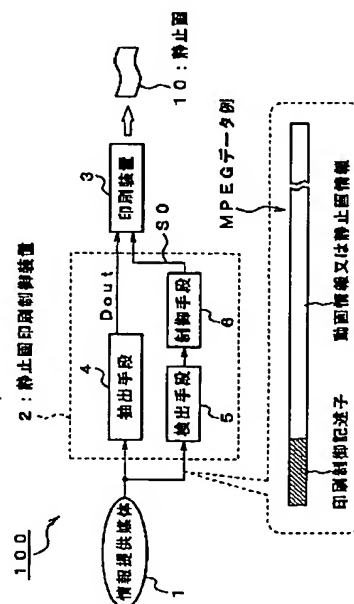 100
2：静止画印刷制御装置
情報提供媒体
1
4
抽出手段
Dout
検出手段
5
制御手段
6
S0
3
印刷装置
10：静止画
MPEGデータ例
印刷制御記述子
動画情報又は静止画情報